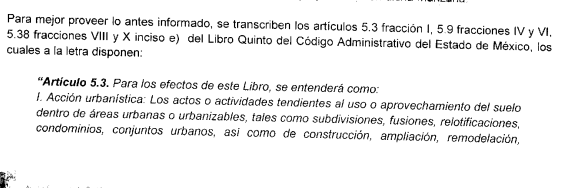 Para mejor proveer lo antes informado, se transcriben los articulos 5.3 fracción I, 5.9 fracciones IV y VI,
5.38 fracciones VIII y X inciso e)  del Libro Quinto del Código Administrativo del Estado de México, los
cuales a la letra disponen:
"Artículo 5.3. Para los efectos de este Libro, se entenderá como:
I. Acción urbanística: Los actos o actividades tendientes al uso o aprovechamiento del suelo
dentro de áreas urbanas o urbanizables, tales como subdivisiones, fusiones, relotificaciones,
condominios, conjuntos urbanos, asi como de construcción, ampliación, remodelación,